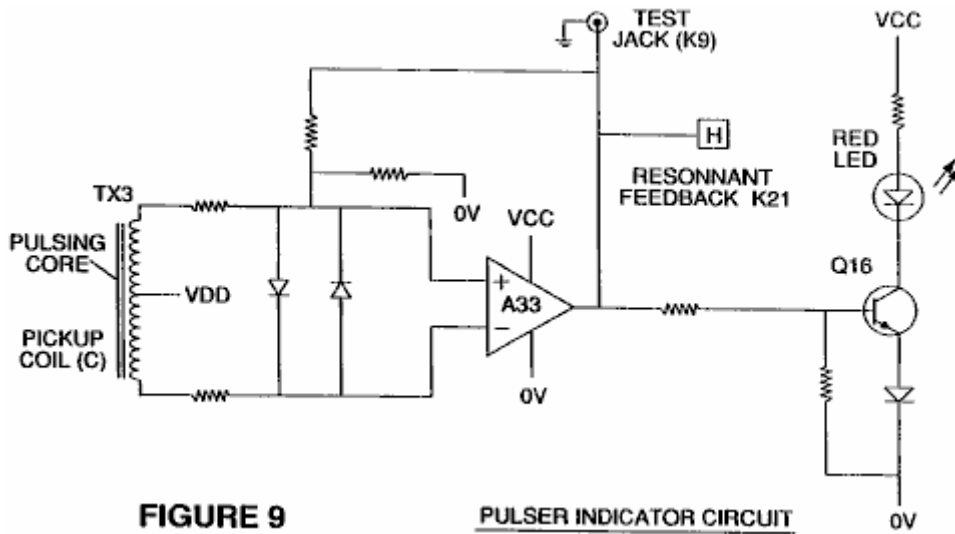 TEST
JACK (K9)
VCC
H
RED
LED
RESONNANT
FEEDBACK K21
TX3
0V
VCC
PULSING
CORE
Q16
+
A33
VDD
-
PICKUP
COIL (C)
0V
FIGURE 9
PULSER INDICATOR CIRCUIT
0V